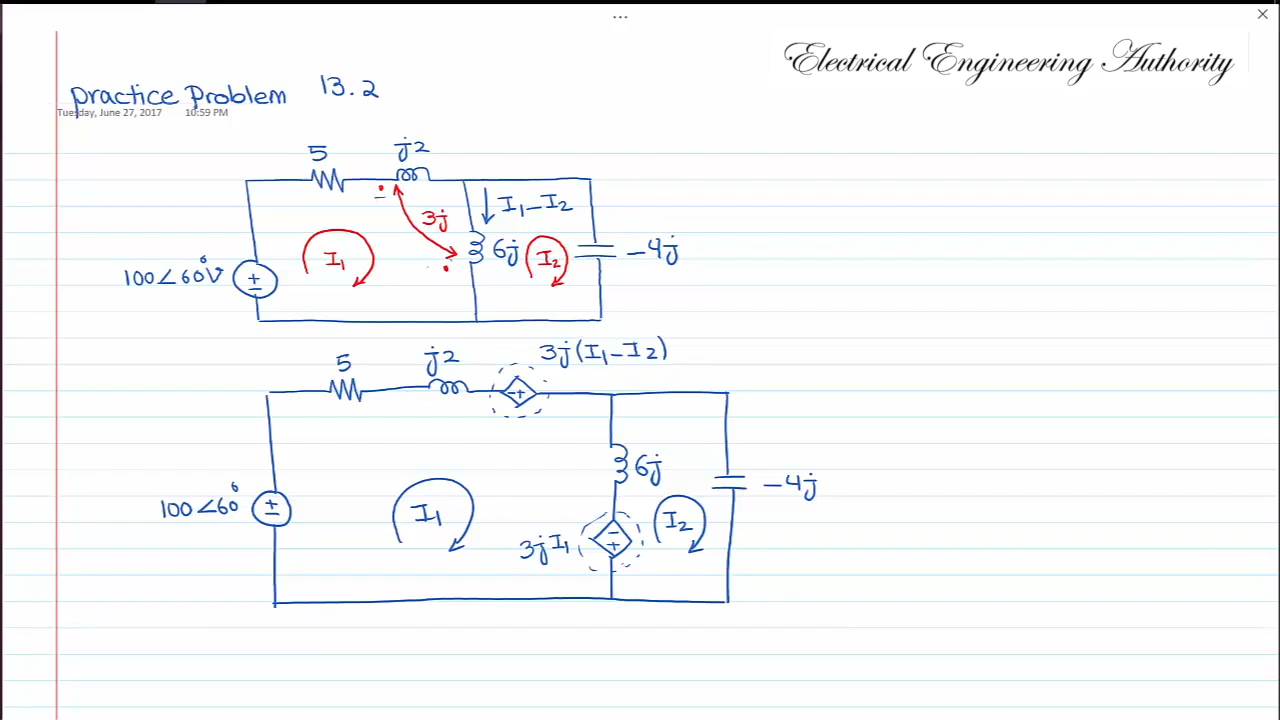 ...
Electrical Engineering Authority
Practice Problem 13.2
Tuesday, June 27, 2017 10:59 PM
5
j2
3j
I1-I2
I1
6j
I2
-4j
100∠60°V
+
-
3j(I1-I2)
5
j2
- +
6j
-4j
100∠60°
+
-
I1
I2
3jI1
-
+